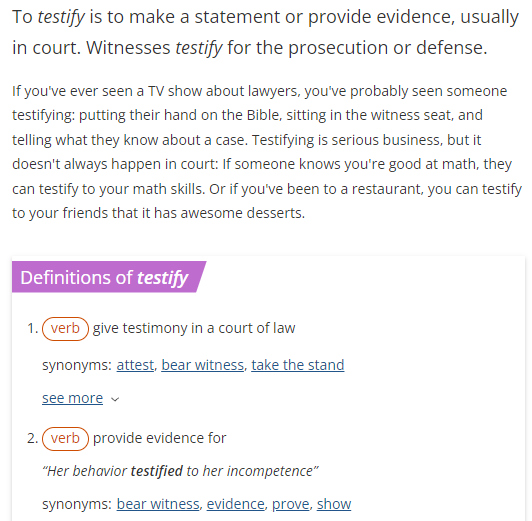 To testify is to make a statement or provide evidence, usually
in court. Witnesses testify for the prosecution or defense.
If you've ever seen a TV show about lawyers, you've probably seen someone
testifying: putting their hand on the Bible, sitting in the witness seat, and
telling what they know about a case. Testifying is serious business, but it
doesn't always happen in court: If someone knows you're good at math, they
can testify to your math skills. Or if you've been to a restaurant, you can testify
to your friends that it has awesome desserts.
Definitions of testify
1. verb give testimony in a court of law
synonyms: attest, bear witness, take the stand
see more
2. verb provide evidence for
“Her behavior testified to her incompetence”
synonyms: bear witness, evidence, prove, show